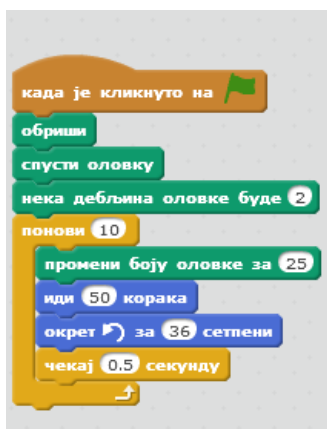 када је кликнуто на
обриши
спусти оловку
нека дебљина оловке буде 2
понови 10
промени боју оловке за 25
иди 50 корака
окрет за 36 сетпени
чекај 0.5 секунду